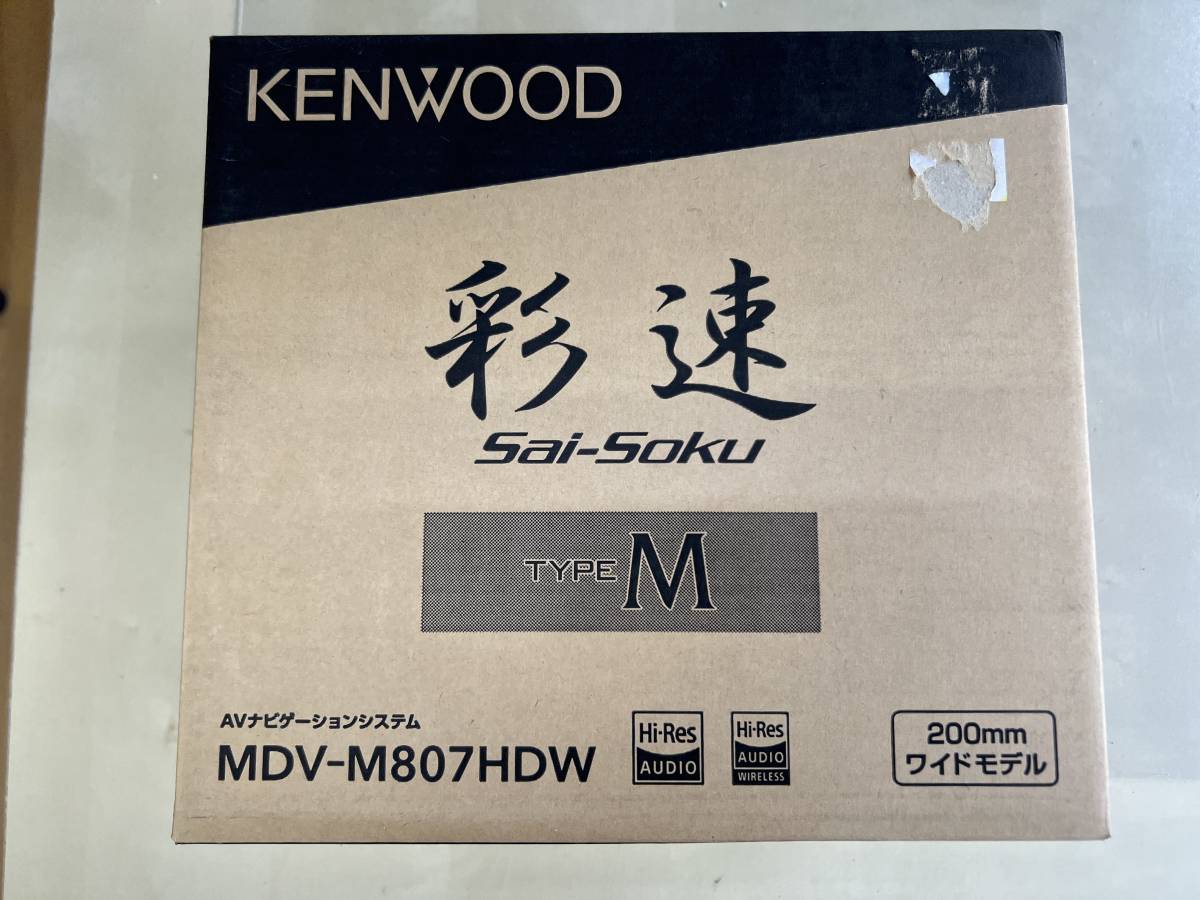 KENWOOD
彩速
Sai-Soku
TYPE M
AVナビゲーションシステム
MDV-M807HDW
Hi-Res
AUDIO
Hi-Res
AUDIO
WIRELESS
200mm
ワイドモデル